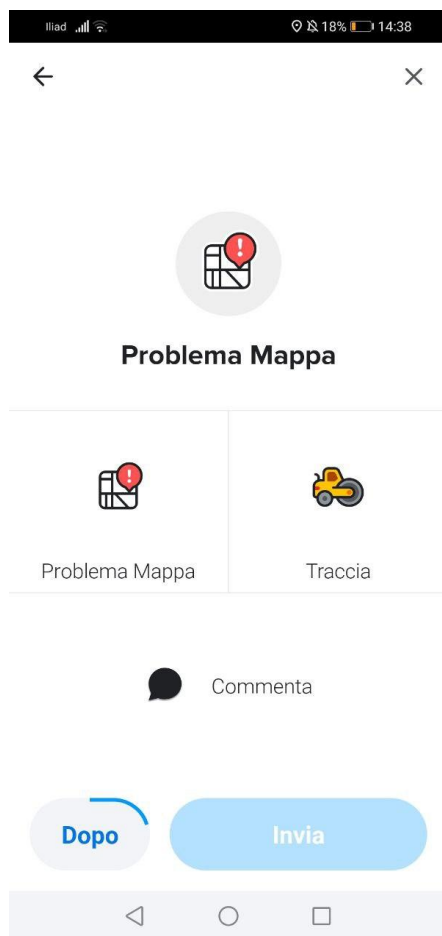 Iliad 18% 14:38
Problema Mappa
Problema Mappa Traccia
Commenta
Dopo Invia